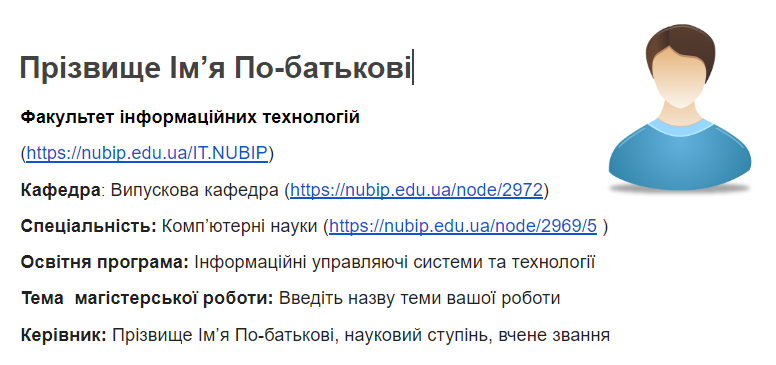 Прізвище Ім’я По-батькові
Факультет інформаційних технологій
(https://nubip.edu.ua/IT.NUBIP)
Кафедра: Випускова кафедра (https://nubip.edu.ua/node/2972)
Спеціальність: Комп’ютерні науки (https://nubip.edu.ua/node/2969/5 )
Освітня програма: Інформаційні управляючі системи та технології
Тема  магістерської роботи: Введіть назву теми вашої роботи
Керівник: Прізвище Ім’я По-батькові, науковий ступінь, вчене звання